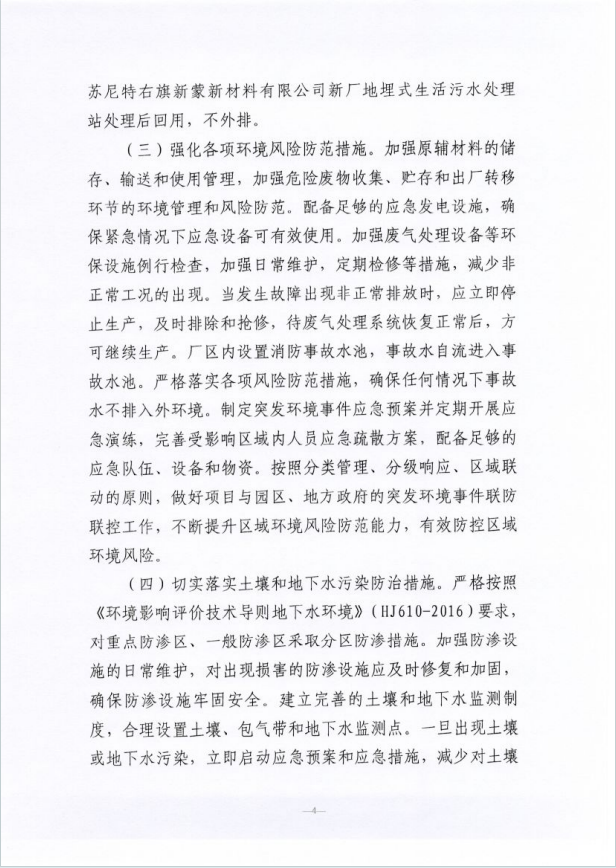 苏尼特右旗新蒙新材料有限公司新厂地埋式生活污水处理
站处理后回用，不外排。
（三）强化各项环境风险防范措施。加强原辅材料的储
存、输送和使用管理，加强危险废物收集、贮存和出厂转移
环节的环境管理和风险防范。配备足够的应急发电设施，确
保紧急情况下应急设备可有效使用。加强废气处理设备等环
保设施例行检查，加强日常维护，定期检修等措施，减少非
正常工况的出现。当发生故障出现非正常排放时，应立即停
止生产，及时排除和抢修，待废气处理系统恢复正常后，方
可继续生产。厂区内设置消防事故水池，事故水自流进入事
故水池。严格落实各项风险防范措施，确保任何情况下事故
水不排入外环境。制定突发环境事件应急预案并定期开展应
急演练，完善受影响区域内人员应急疏散方案，配备足够的
应急队伍、设备和物资。按照分类管理、分级响应、区域联
动的原则，做好项目与园区、地方政府的突发环境事件联防
联控工作，不断提升区域环境风险防范能力，有效防控区域
环境风险。
（四）切实落实土壤和地下水污染防治措施。严格按照
《环境影响评价技术导则地下水环境》（HJ610-2016）要求，
对重点防渗区、一般防渗区采取分区防渗措施。加强防渗设
施的日常维护，对出现损害的防渗设施应及时修复和加固，
确保防渗设施牢固安全。建立完善的土壤和地下水监测制
度，合理设置土壤、包气带和地下水监测点。一旦出现土壤
或地下水污染，立即启动应急预案和应急措施，减少对土壤
—4—